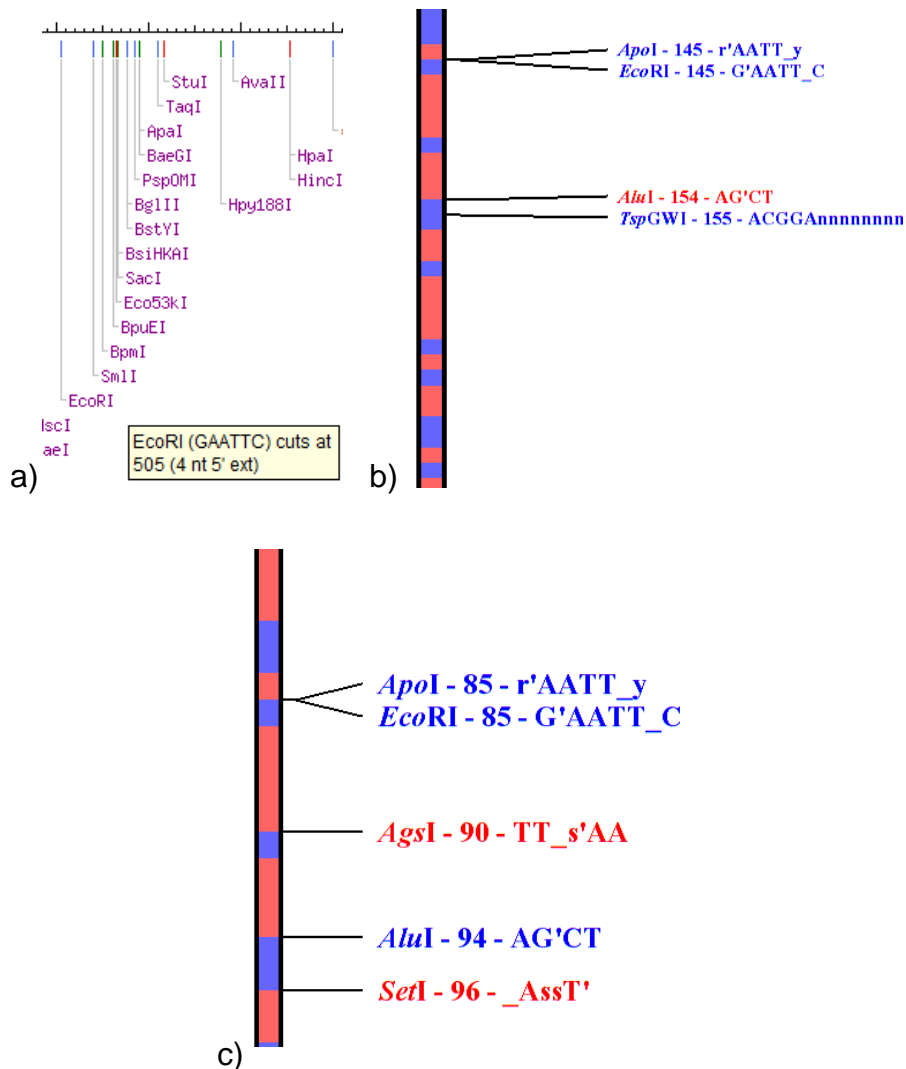 StuI
AvaII
TaqI
ApaI
BaeGI
HpaI
PspOMI
HincI
BglII
Hpy188I
BstYI
BsiHKAI
SacI
Eco53kI
BpuEI
BpmI
SmlI
EcoRI
IscI
aeI
EcoRI (GAATTC) cuts at
505 (4 nt 5' ext)
a)
ApoI - 145 - r'AATT_y
EcoRI - 145 - G'AATT_C
AluI - 154 - AG'CT
TspGWI - 155 - ACGGAnnnnnnnnn
b)
ApoI - 85 - r'AATT_y
EcoRI - 85 - G'AATT_C
AgsI - 90 - TT_s'AA
AluI - 94 - AG'CT
SetI - 96 - _AssT'
c)